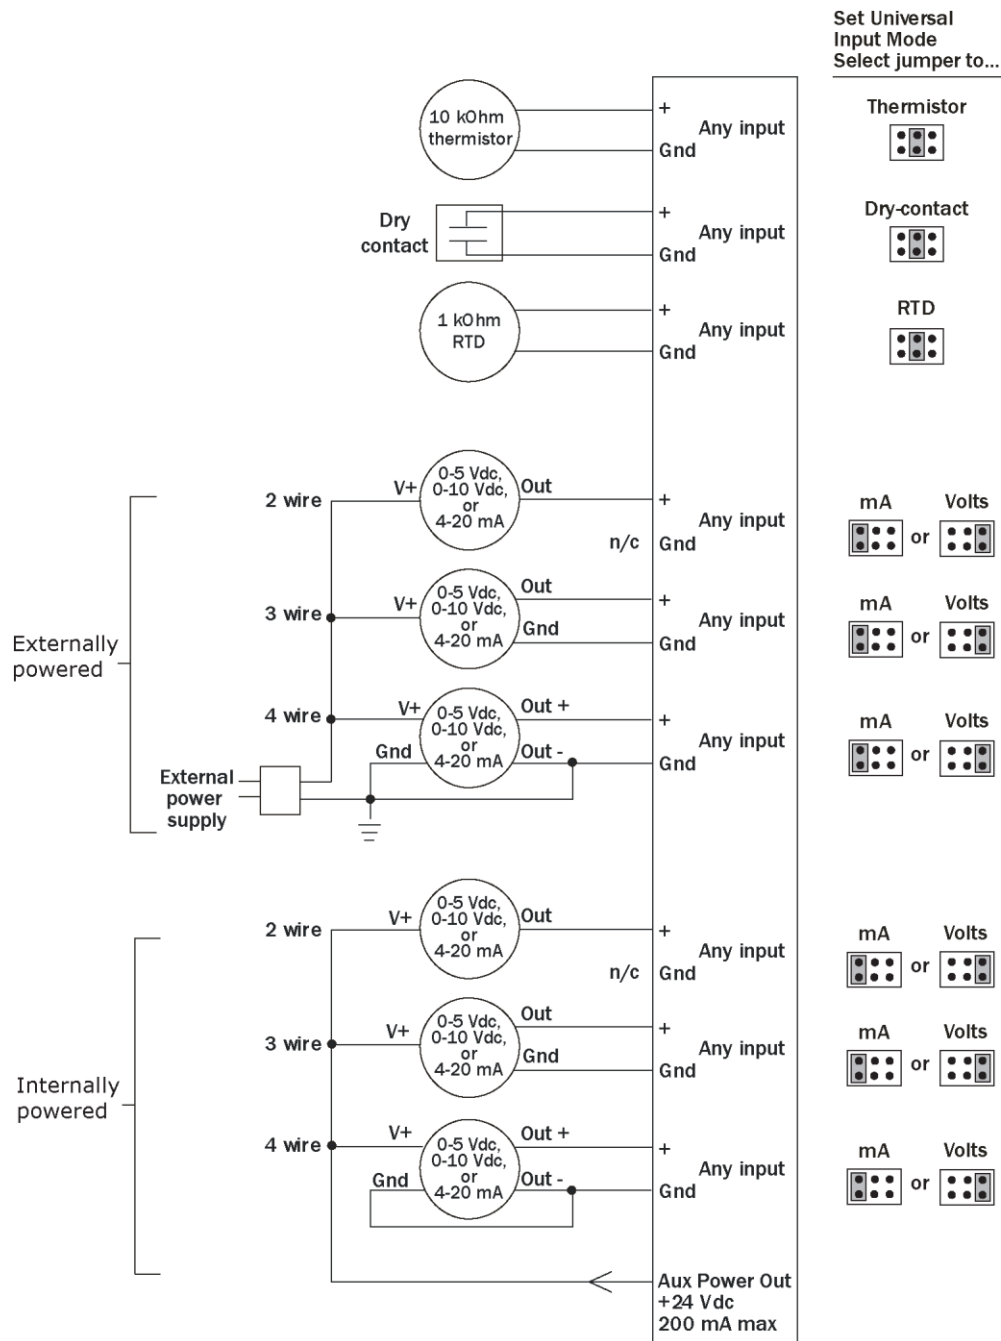 Set Universal
Input Mode
Select jumper to...
10 kOhm
thermistor
+
Gnd
Any input
Thermistor
Dry
contact
+
Gnd
Any input
Dry-contact
1 kOhm
RTD
+
Gnd
Any input
RTD
Externally
powered
2 wire
V+
0-5 Vdc,
0-10 Vdc,
or
4-20 mA
Out
n/c
+
Gnd
Any input
mA
or
Volts
3 wire
V+
0-5 Vdc,
0-10 Vdc,
or
4-20 mA
Out
Gnd
+
Gnd
Any input
mA
or
Volts
4 wire
V+
Gnd
0-5 Vdc,
0-10 Vdc,
or
4-20 mA
Out +
Out -
+
Gnd
Any input
mA
or
Volts
External
power
supply
Internally
powered
2 wire
V+
0-5 Vdc,
0-10 Vdc,
or
4-20 mA
Out
n/c
+
Gnd
Any input
mA
or
Volts
3 wire
V+
0-5 Vdc,
0-10 Vdc,
or
4-20 mA
Out
Gnd
+
Gnd
Any input
mA
or
Volts
4 wire
V+
Gnd
0-5 Vdc,
0-10 Vdc,
or
4-20 mA
Out +
Out -
+
Gnd
Any input
mA
or
Volts
Aux Power Out
+24 Vdc
200 mA max